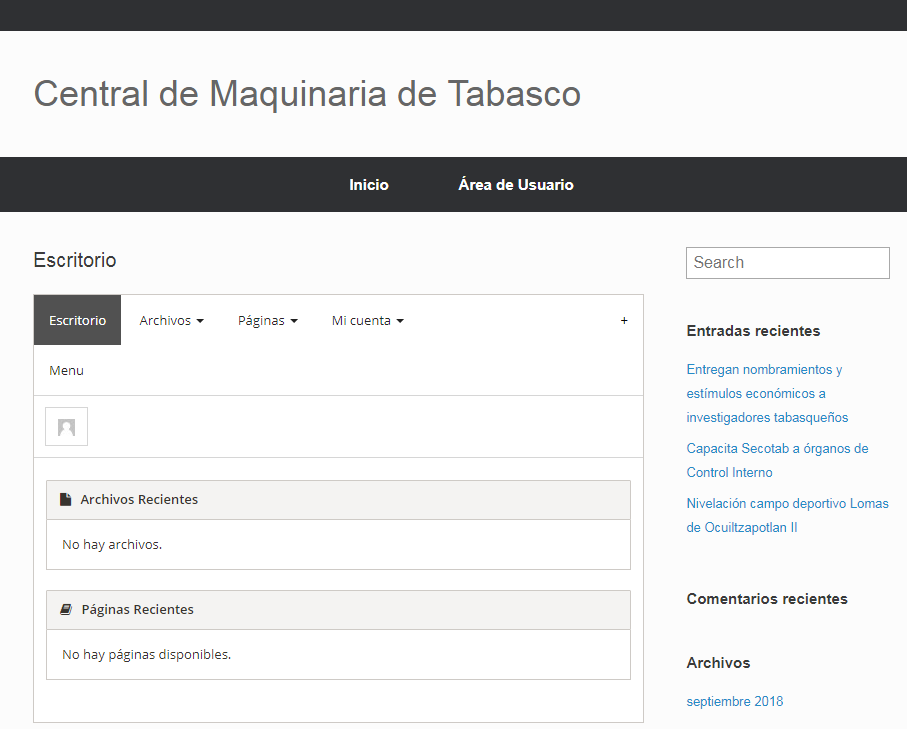 Central de Maquinaria de Tabasco
Inicio
Área de Usuario
Escritorio
Escritorio
Archivos
Páginas
Mi cuenta
+
Menu
Archivos Recientes
No hay archivos.
Páginas Recientes
No hay páginas disponibles.
Search
Entradas recientes
Entregan nombramientos y
estímulos económicos a
investigadores tabasqueños
Capacita Secotab a órganos de
Control Interno
Nivelación campo deportivo Lomas
de Ocuiltzapotlan II
Comentarios recientes
Archivos
septiembre 2018